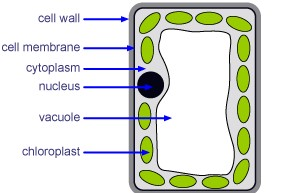 cell wall
cell membrane
cytoplasm
nucleus
vacuole
chloroplast